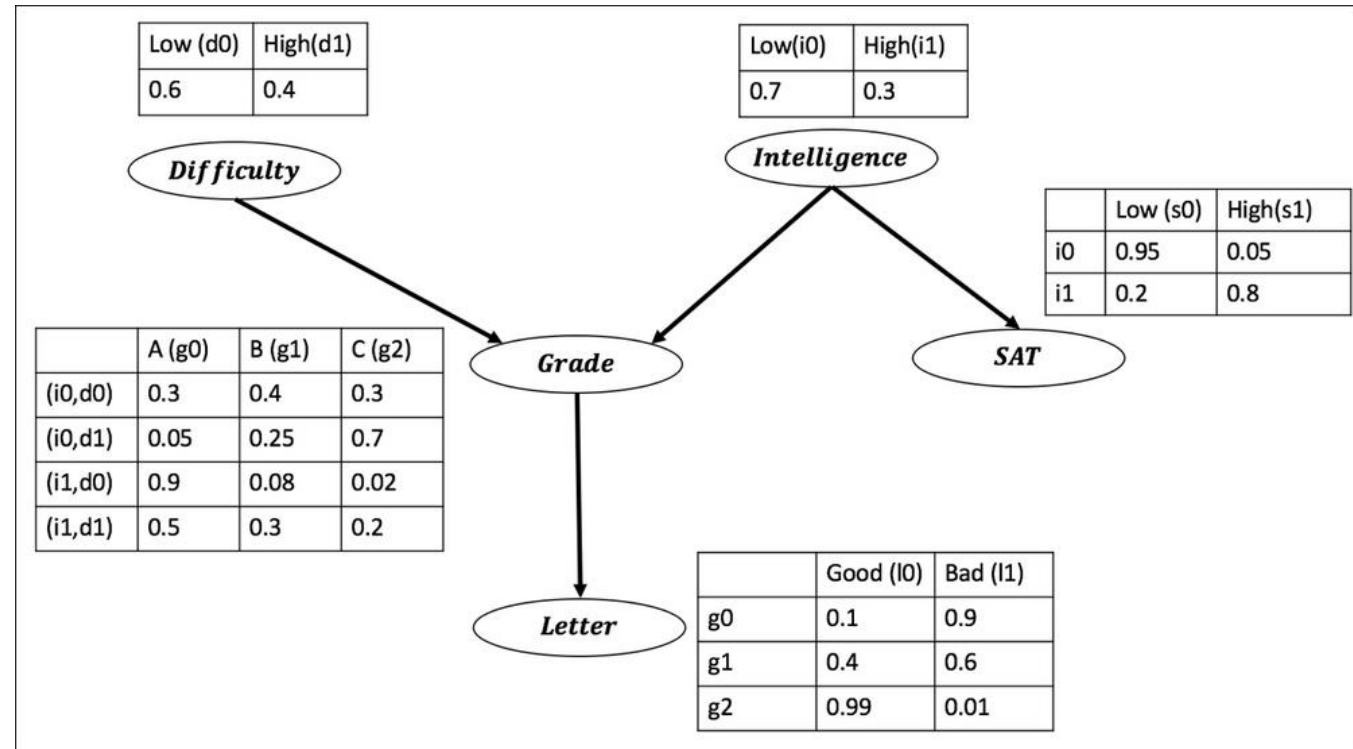 Low (d0) High(d1)
0.6 0.4
Low(i0) High(i1)
0.7 0.3
Difficulty
Intelligence
Low (s0) High(s1)
i0 0.95 0.05
i1 0.2 0.8
SAT
A (g0) B (g1) C (g2)
(i0,d0) 0.3 0.4 0.3
(i0,d1) 0.05 0.25 0.7
(i1,d0) 0.9 0.08 0.02
(i1,d1) 0.5 0.3 0.2
Grade
Letter
Good (l0) Bad (l1)
g0 0.1 0.9
g1 0.4 0.6
g2 0.99 0.01